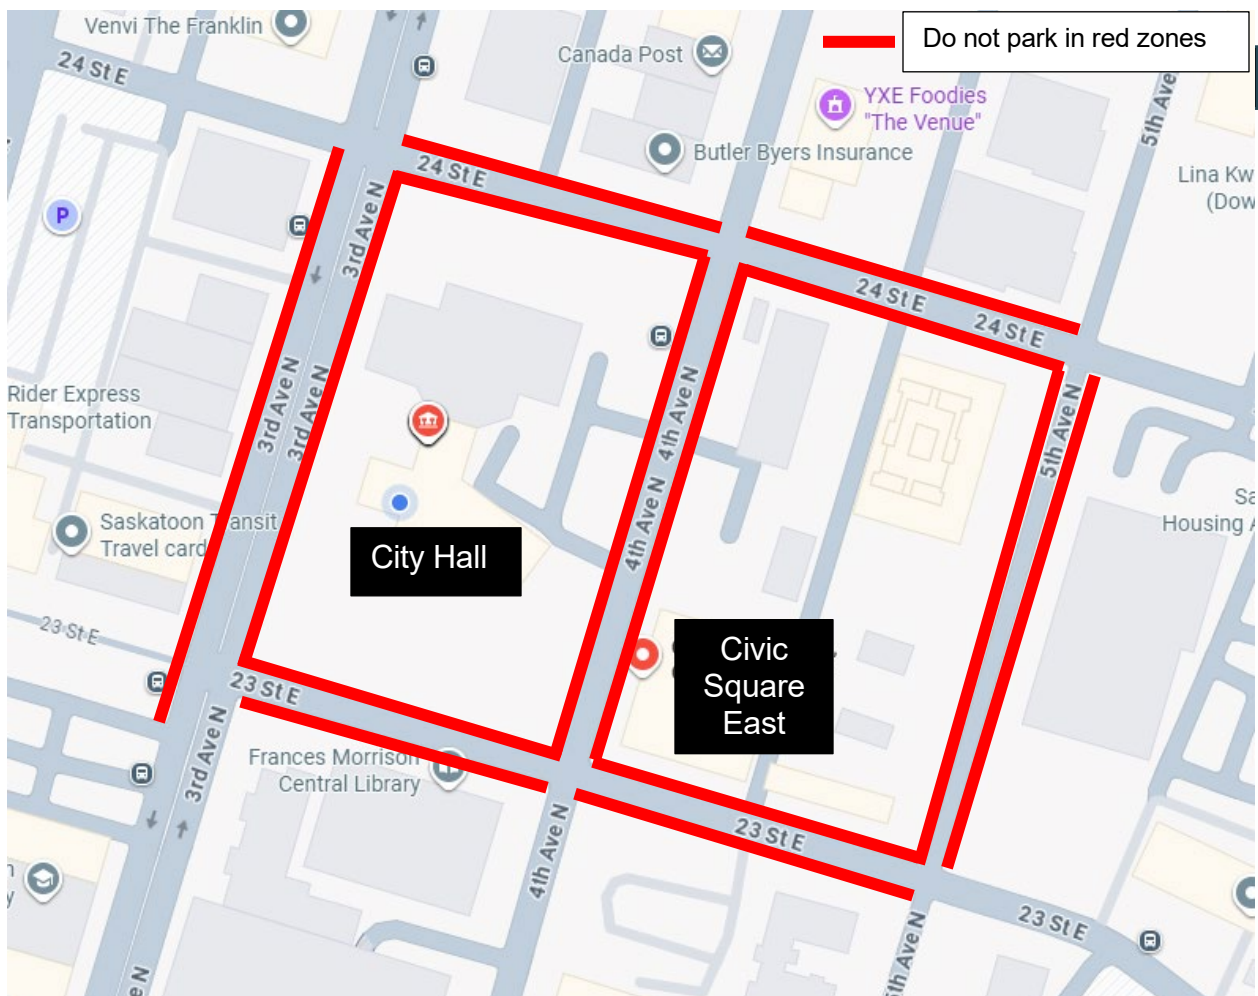 Venvi The Franklin
Do not park in red zones
Canada Post
24 St E
YXE Foodies
"The Venue"
5th Ave
Butler Byers Insurance
24 St E
Lina Kw
(Dow
P
3rd Ave N
24 St E
24 St E
Rider Express
Transportation
3rd Ave N
3rd Ave N
4th Ave N
5th Ave N
Sa
Housing A
Saskatoon Transit
Travel card
City Hall
4th Ave N
23 St E
Civic
Square
East
23 St E
3rd Ave N
Frances Morrison
Central Library
4th Ave N
23 St E
23 St E
5th Ave N
Ave N